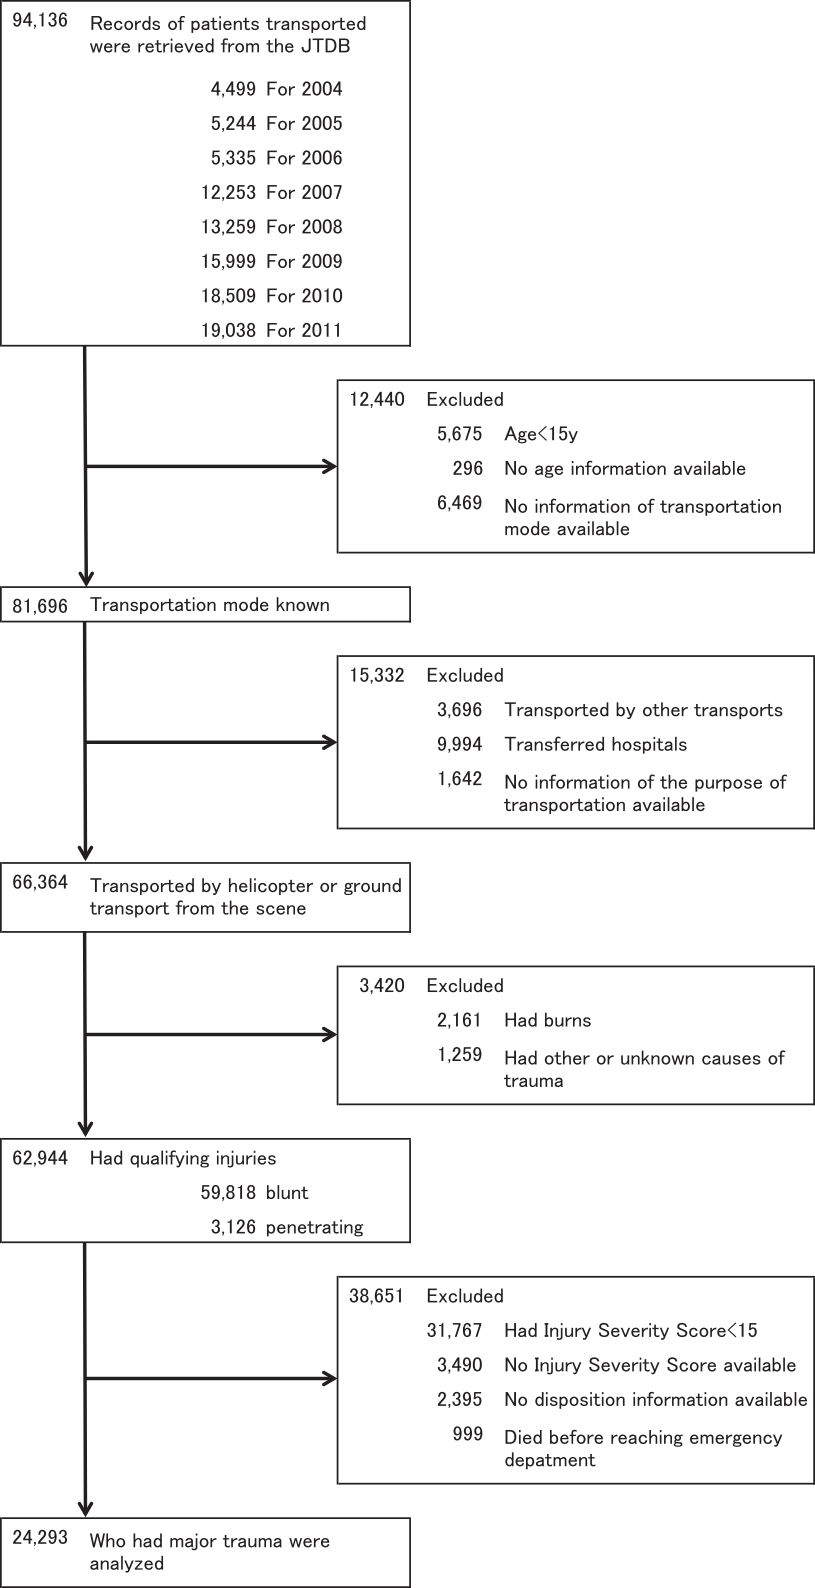 94,136 Records of patients transported
were retrieved from the JTDB
4,499 For 2004
5,244 For 2005
5,335 For 2006
12,253 For 2007
13,259 For 2008
15,999 For 2009
18,509 For 2010
19,038 For 2011
12,440 Excluded
5,675 Age<15y
296 No age information available
6,469 No information of transportation
mode available
81,696 Transportation mode known
15,332 Excluded
3,696 Transported by other transports
9,994 Transferred hospitals
1,642 No information of the purpose of
transportation available
66,364 Transported by helicopter or ground
transport from the scene
3,420 Excluded
2,161 Had burns
1,259 Had other or unknown causes of
trauma
62,944 Had qualifying injuries
59,818 blunt
3,126 penetrating
38,651 Excluded
31,767 Had Injury Severity Score<15
3,490 No Injury Severity Score available
2,395 No disposition information available
999 Died before reaching emergency
depatment
24,293 Who had major trauma were
analyzed